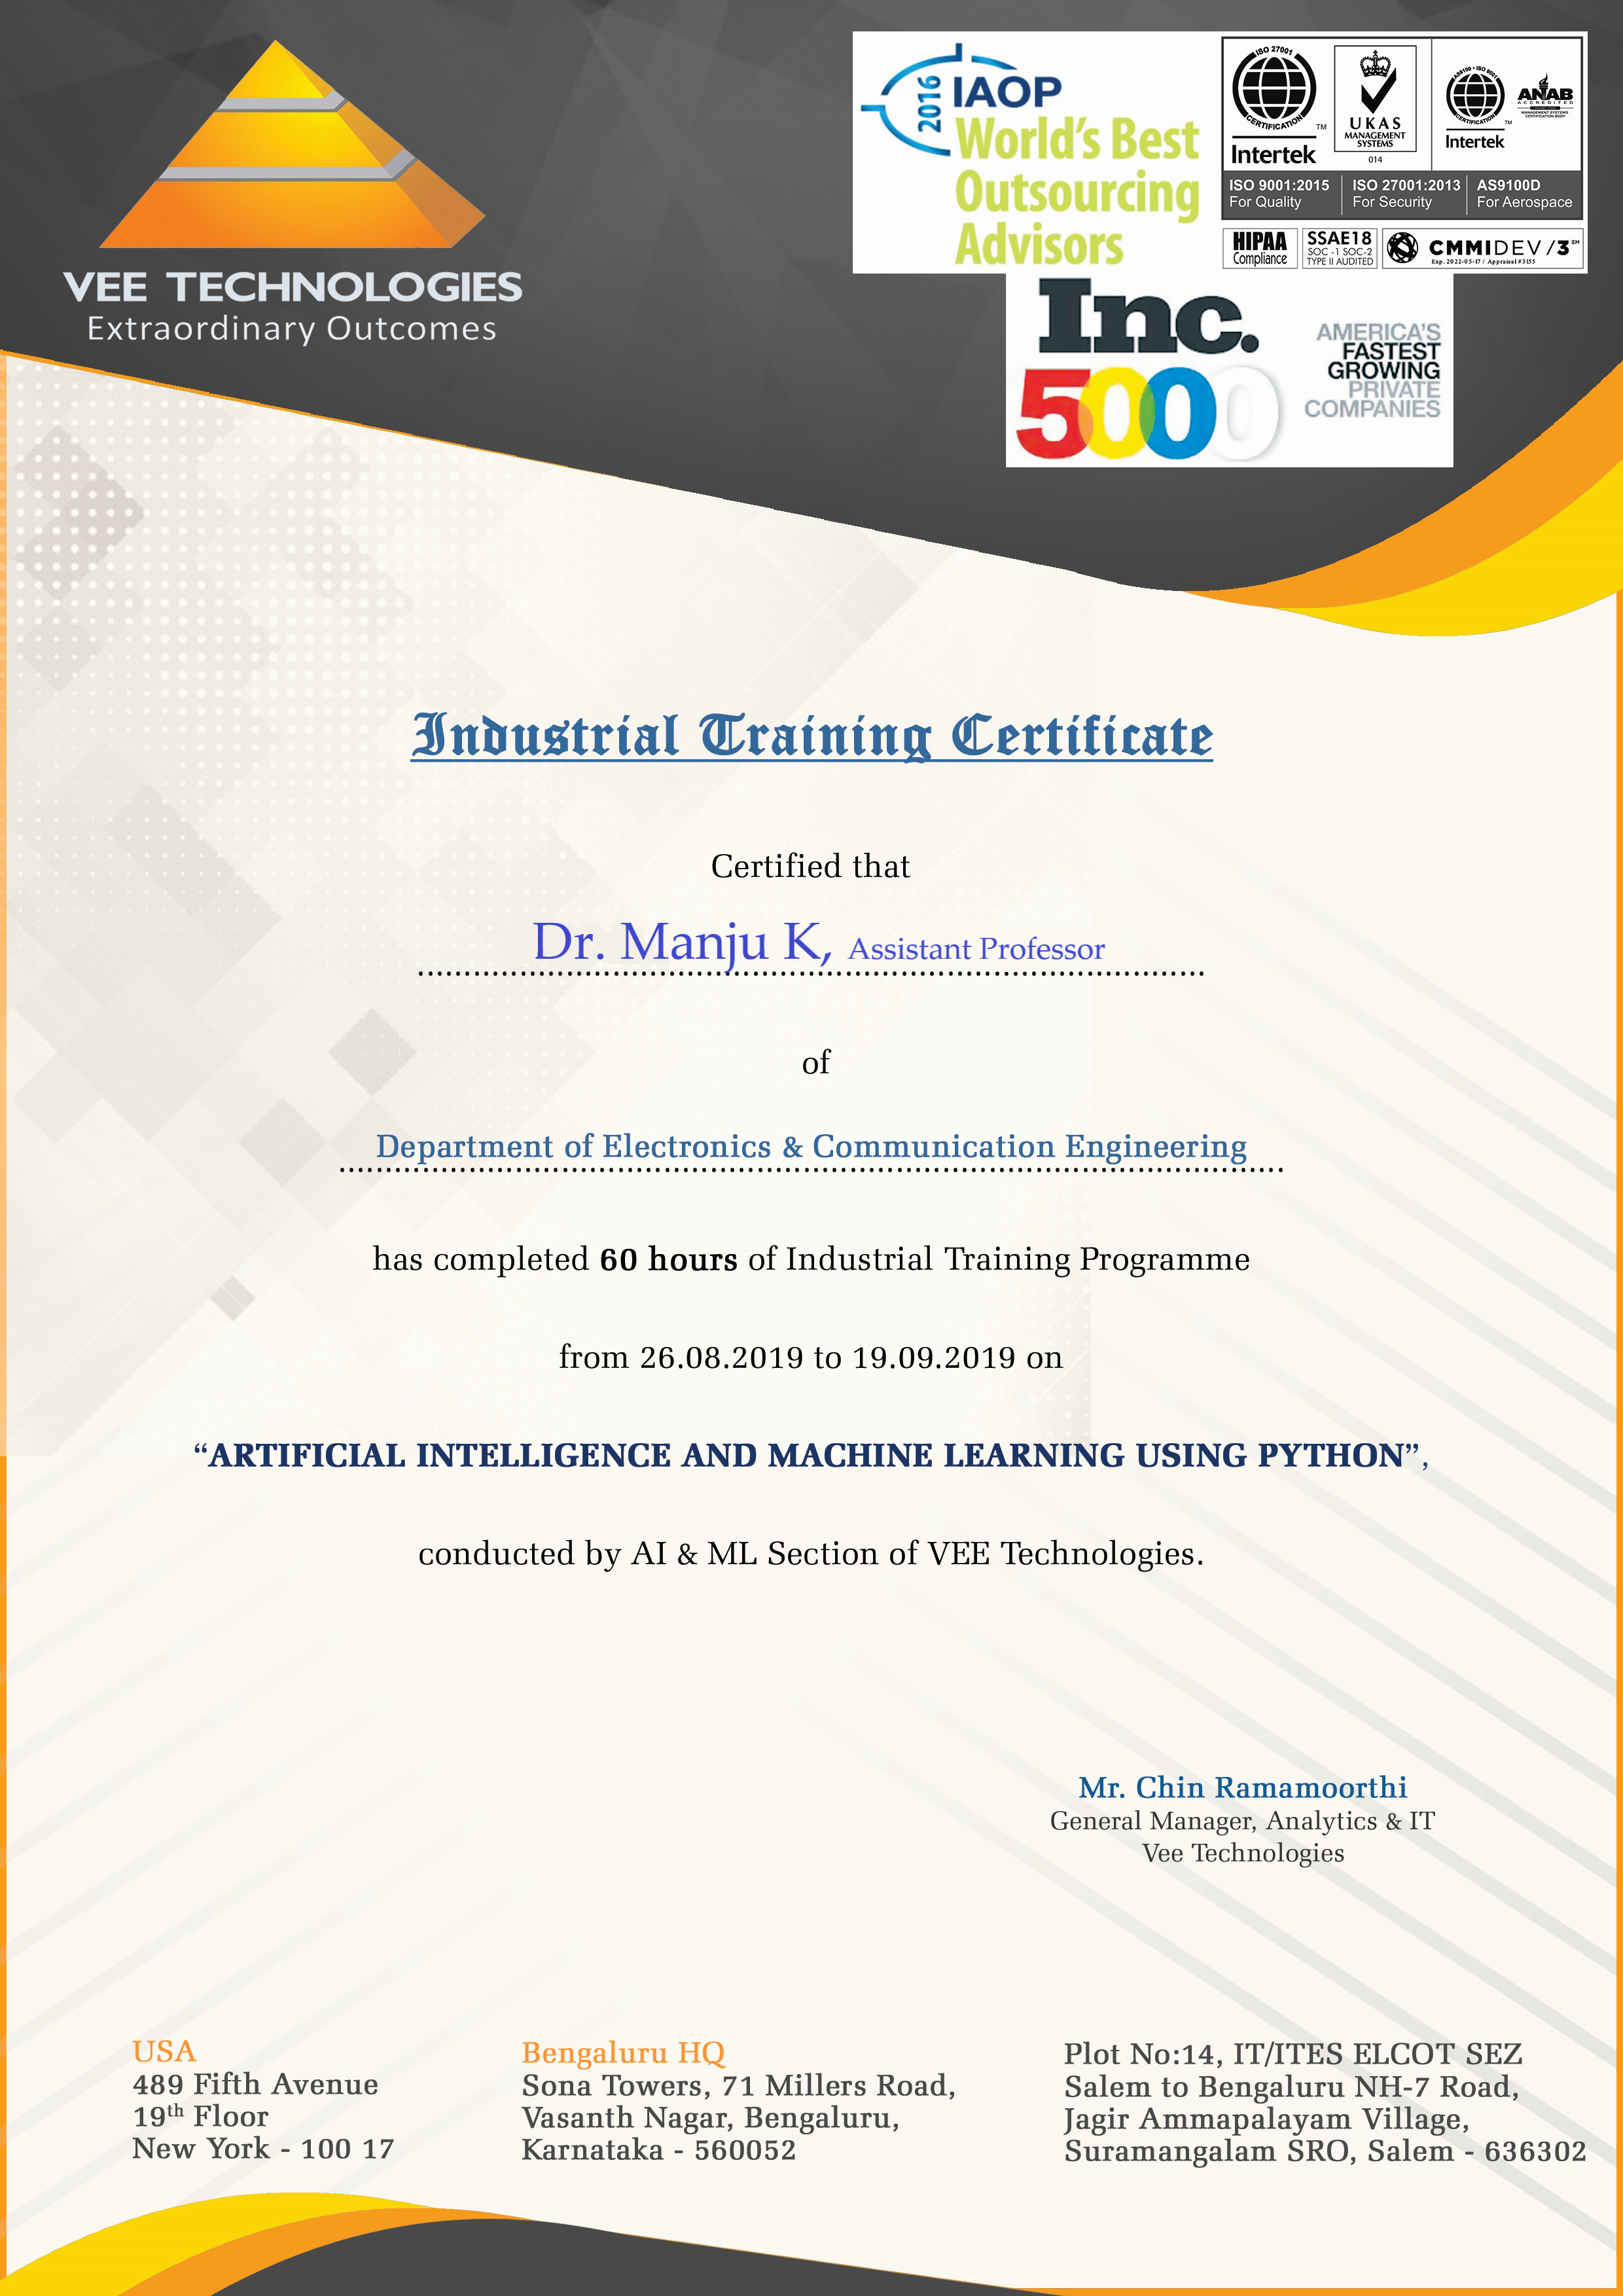 VEE TECHNOLOGIES
Extraordinary Outcomes
2016
IAOP
World's Best
Outsourcing
Advisors
ISO 27001
CERTIFICATION
TM
Intertek
UKAS
MANAGEMENT
SYSTEMS
014
AS9100 • ISO 9001
CERTIFICATION
TM
Intertek
ANAB
ACCREDITED
MANAGEMENT SYSTEMS
CERTIFICATION BODY
ISO 9001:2015
For Quality
ISO 27001:2013
For Security
AS9100D
For Aerospace
HIPAA
Compliance
SSAE18
SOC -1 SOC-2
TYPE II AUDITED
CMMIDEV/3SM
Exp. 2022-05-17 / Appraisal #3155
Inc.
5000
AMERICA'S
FASTEST
GROWING
PRIVATE
COMPANIES
Industrial Training Certificate
Certified that
Dr. Manju K, Assistant Professor
of
Department of Electronics & Communication Engineering
has completed 60 hours of Industrial Training Programme
from 26.08.2019 to 19.09.2019 on
“ARTIFICIAL INTELLIGENCE AND MACHINE LEARNING USING PYTHON”,
conducted by AI & ML Section of VEE Technologies.
Mr. Chin Ramamoorthi
General Manager, Analytics & IT
Vee Technologies
USA
489 Fifth Avenue
19th Floor
New York - 100 17
Bengaluru HQ
Sona Towers, 71 Millers Road,
Vasanth Nagar, Bengaluru,
Karnataka - 560052
Plot No:14, IT/ITES ELCOT SEZ
Salem to Bengaluru NH-7 Road,
Jagir Ammapalayam Village,
Suramangalam SRO, Salem - 636302